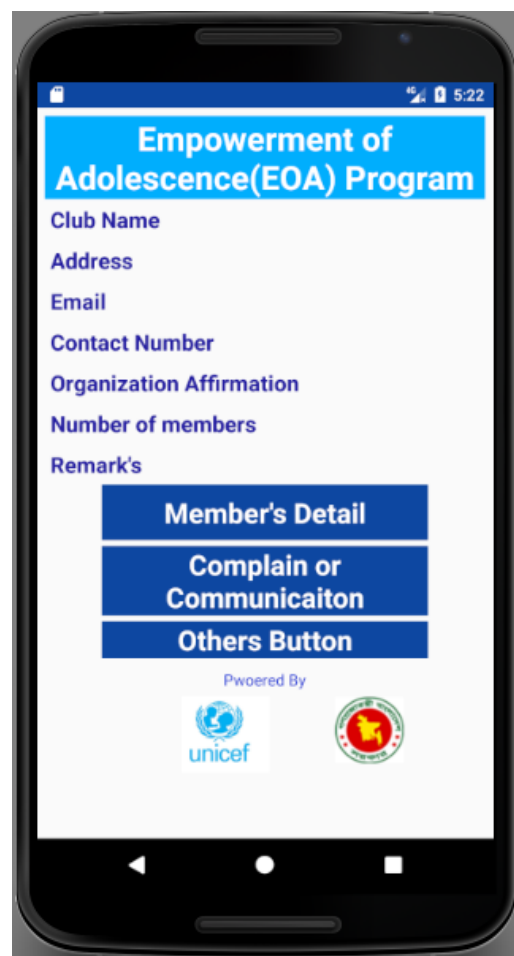 4G 5:22
Empowerment of
Adolescence(EOA) Program
Club Name
Address
Email
Contact Number
Organization Affirmation
Number of members
Remark's
Member's Detail
Complain or
Communicaiton
Others Button
Pwoered By
unicef